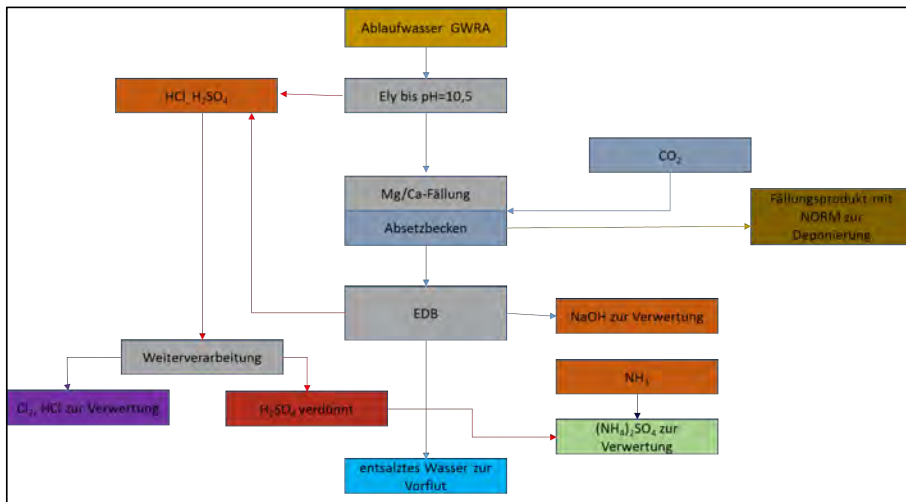 Ablaufwasser GWRA
HCl, H₂SO₄
Ely bis pH=10,5
CO₂
Mg/Ca-Fällung
Absetzbecken
Fällungsprodukt mit
NORM zur
Deponierung
EDB
NaOH zur Verwertung
Weiterverarbeitung
NH₃
Cl₂, HCl zur Verwertung
H₂SO₄ verdünnt
(NH₄)₂SO₄ zur
Verwertung
entsalztes Wasser zur
Vorflut